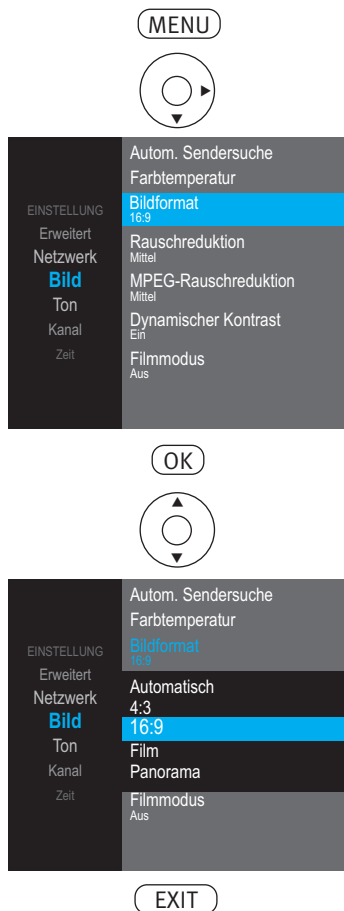 MENU
Autom. Sendersuche
Farbtemperatur
Bildformat
16:9
Rauschreduktion
Mittel
MPEG-Rauschreduktion
Mittel
Dynamischer Kontrast
Ein
Filmmodus
Aus
EINSTELLUNG
Erweitert
Netzwerk
Bild
Ton
Kanal
Zeit
OK
Autom. Sendersuche
Farbtemperatur
Bildformat
16:9
Automatisch
4:3
16:9
Film
Panorama
Filmmodus
Aus
EINSTELLUNG
Erweitert
Netzwerk
Bild
Ton
Kanal
Zeit
EXIT